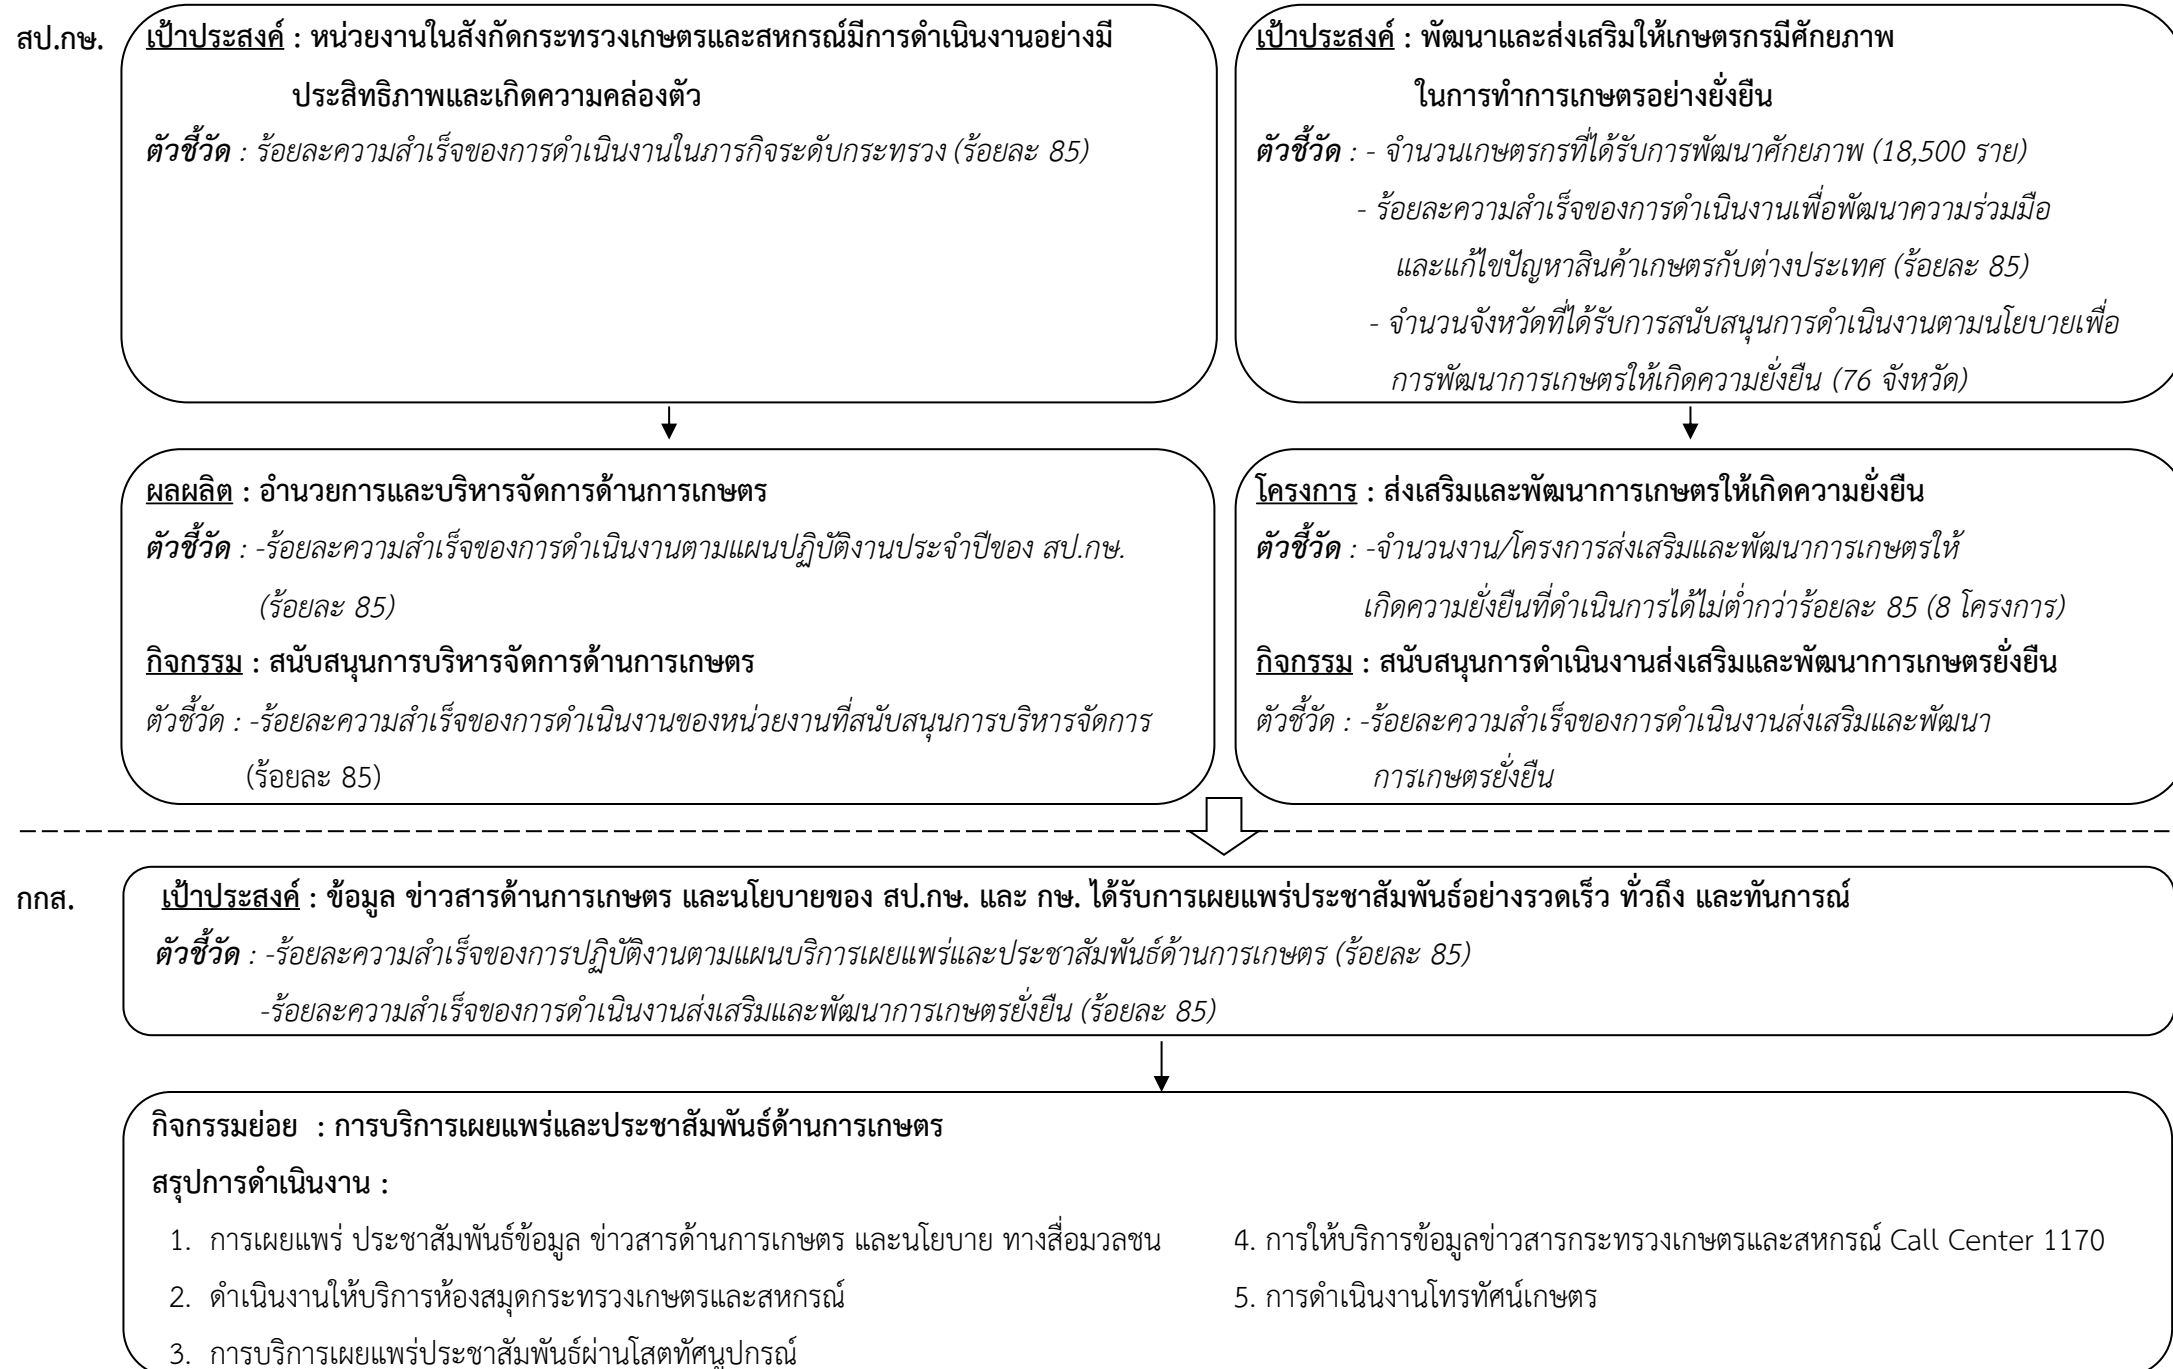 สป.กษ.
เป้าประสงค์ : หน่วยงานในสังกัดกระทรวงเกษตรและสหกรณ์มีการดำเนินงานอย่างมี
ประสิทธิภาพและเกิดความคล่องตัว
ตัวชี้วัด : ร้อยละความสำเร็จของการดำเนินงานในภารกิจระดับกระทรวง (ร้อยละ 85)
เป้าประสงค์ : พัฒนาและส่งเสริมให้เกษตรกรมีศักยภาพ
ในการทำการเกษตรอย่างยั่งยืน
ตัวชี้วัด : - จำนวนเกษตรกรที่ได้รับการพัฒนาศักยภาพ (18,500 ราย)
- ร้อยละความสำเร็จของการดำเนินงานเพื่อพัฒนาความร่วมมือ
และแก้ไขปัญหาสินค้าเกษตรกับต่างประเทศ (ร้อยละ 85)
- จำนวนจังหวัดที่ได้รับการสนับสนุนการดำเนินงานตามนโยบายเพื่อ
การพัฒนาการเกษตรให้เกิดความยั่งยืน (76 จังหวัด)
ผลผลิต : อำนวยการและบริหารจัดการด้านการเกษตร
ตัวชี้วัด : -ร้อยละความสำเร็จของการดำเนินงานตามแผนปฏิบัติงานประจำปีของ สป.กษ.
(ร้อยละ 85)
กิจกรรม : สนับสนุนการบริหารจัดการด้านการเกษตร
ตัวชี้วัด : -ร้อยละความสำเร็จของการดำเนินงานของหน่วยงานที่สนับสนุนการบริหารจัดการ
(ร้อยละ 85)
โครงการ : ส่งเสริมและพัฒนาการเกษตรให้เกิดความยั่งยืน
ตัวชี้วัด : -จำนวนงาน/โครงการส่งเสริมและพัฒนาการเกษตรให้
เกิดความยั่งยืนที่ดำเนินการได้ไม่ต่ำกว่าร้อยละ 85 (8 โครงการ)
กิจกรรม : สนับสนุนการดำเนินงานส่งเสริมและพัฒนาการเกษตรยั่งยืน
ตัวชี้วัด : -ร้อยละความสำเร็จของการดำเนินงานส่งเสริมและพัฒนา
การเกษตรยั่งยืน
กกส.
เป้าประสงค์ : ข้อมูล ข่าวสารด้านการเกษตร และนโยบายของ สป.กษ. และ กษ. ได้รับการเผยแพร่ประชาสัมพันธ์อย่างรวดเร็ว ทั่วถึง และทันการณ์
ตัวชี้วัด : -ร้อยละความสำเร็จของการปฏิบัติงานตามแผนบริการเผยแพร่และประชาสัมพันธ์ด้านการเกษตร (ร้อยละ 85)
-ร้อยละความสำเร็จของการดำเนินงานส่งเสริมและพัฒนาการเกษตรยั่งยืน (ร้อยละ 85)
กิจกรรมย่อย : การบริการเผยแพร่และประชาสัมพันธ์ด้านการเกษตร
สรุปการดำเนินงาน :
1. การเผยแพร่ ประชาสัมพันธ์ข้อมูล ข่าวสารด้านการเกษตร และนโยบาย ทางสื่อมวลชน
2. ดำเนินงานให้บริการห้องสมุดกระทรวงเกษตรและสหกรณ์
3. การบริการเผยแพร่ประชาสัมพันธ์ผ่านโสตทัศนูปกรณ์
4. การให้บริการข้อมูลข่าวสารกระทรวงเกษตรและสหกรณ์ Call Center 1170
5. การดำเนินงานโทรทัศน์เกษตร